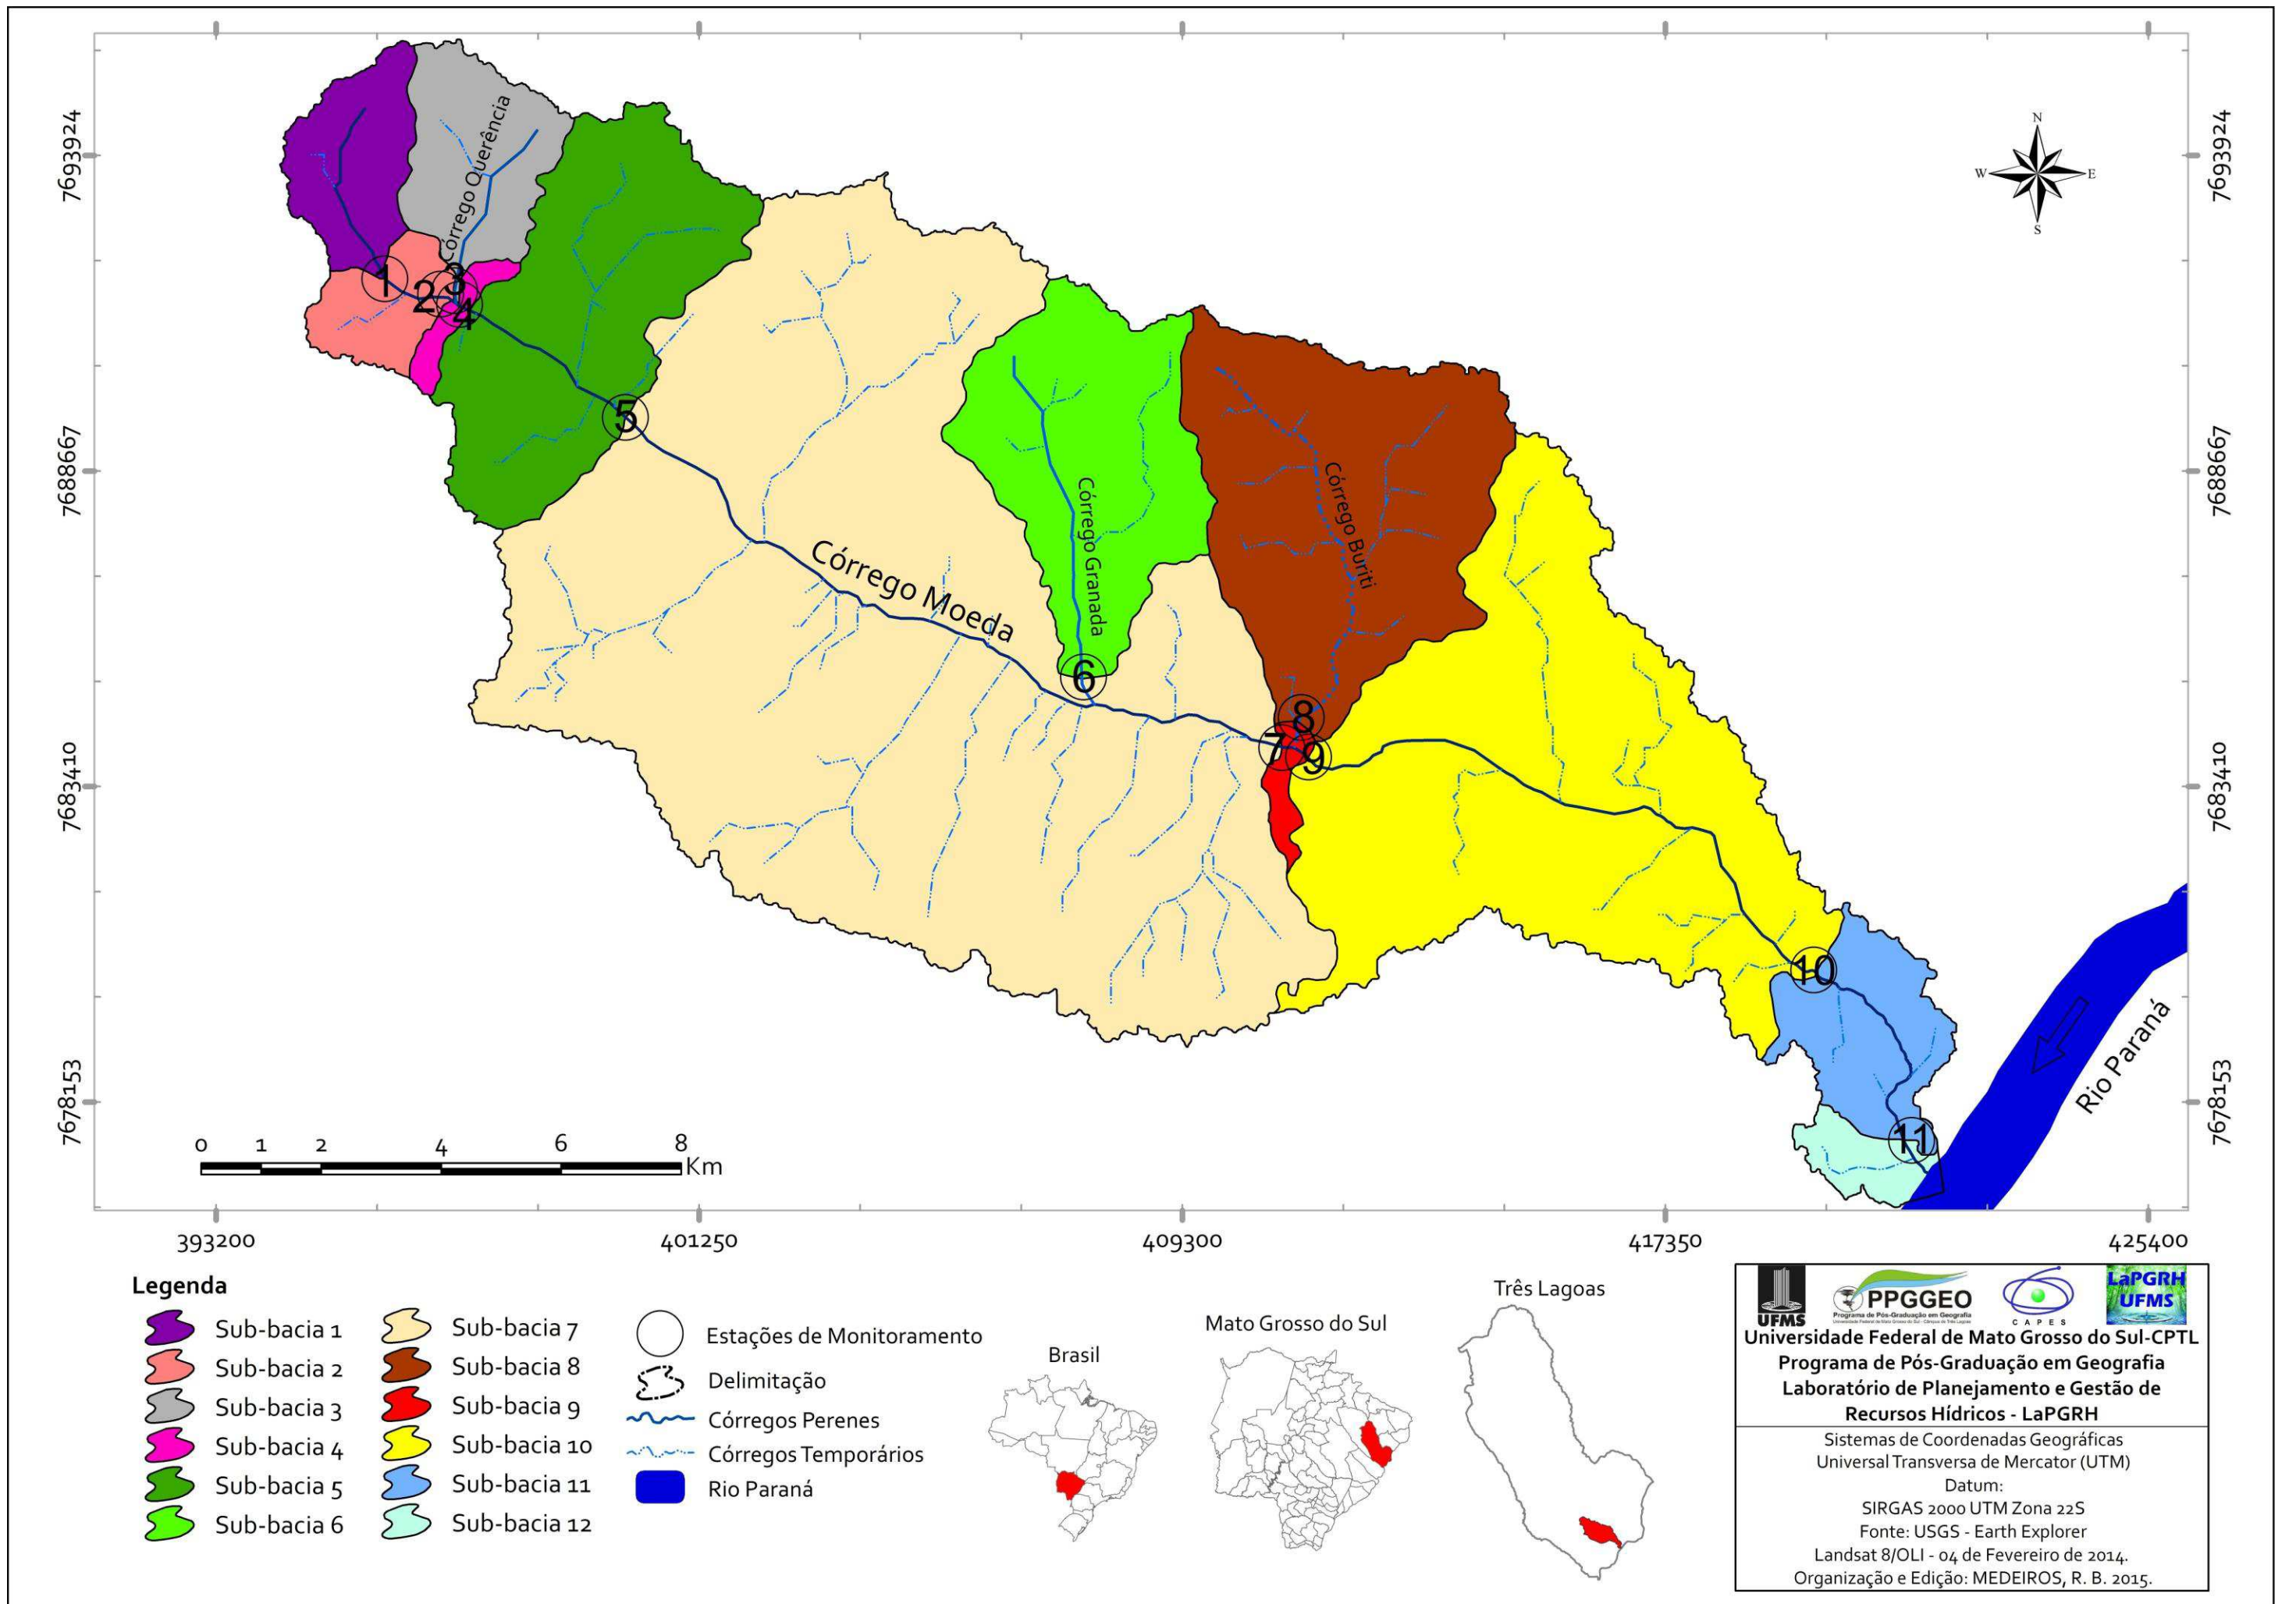 N
W
E
S
7693924
7688667
7683410
7678153
7693924
7688667
7683410
7678153
Córrego Querência
Córrego Moeda
Córrego Granada
Córrego Buriti
Rio Paraná
1
2
3
4
5
6
7
8
9
10
11
0 1 2 4 6 8
Km
393200 401250 409300 417350 425400
Legenda
Sub-bacia 1
Sub-bacia 2
Sub-bacia 3
Sub-bacia 4
Sub-bacia 5
Sub-bacia 6
Sub-bacia 7
Sub-bacia 8
Sub-bacia 9
Sub-bacia 10
Sub-bacia 11
Sub-bacia 12
Estações de Monitoramento
Delimitação
Córregos Perenes
Córregos Temporários
Rio Paraná
Brasil
Mato Grosso do Sul
Três Lagoas
UFMS
PPGGEO
Programa de Pós-Graduação em Geografia
CAPES
LaPGRH
UFMS
Universidade Federal de Mato Grosso do Sul-CPTL
Programa de Pós-Graduação em Geografia
Laboratório de Planejamento e Gestão de
Recursos Hídricos - LaPGRH
Sistemas de Coordenadas Geográficas
Universal Transversa de Mercator (UTM)
Datum:
SIRGAS 2000 UTM Zona 22S
Fonte: USGS - Earth Explorer
Landsat 8/OLI - 04 de Fevereiro de 2014.
Organização e Edição: MEDEIROS, R. B. 2015.